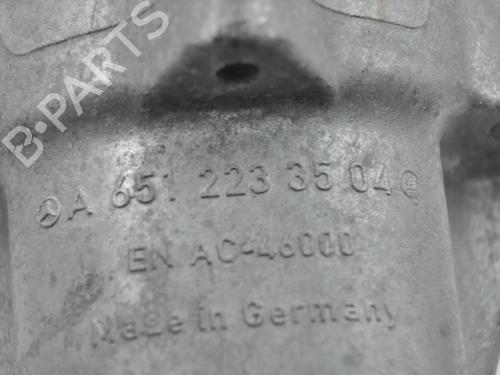 B-PARTS
A 651 223 35 04
EN AC-46000
Made in Germany